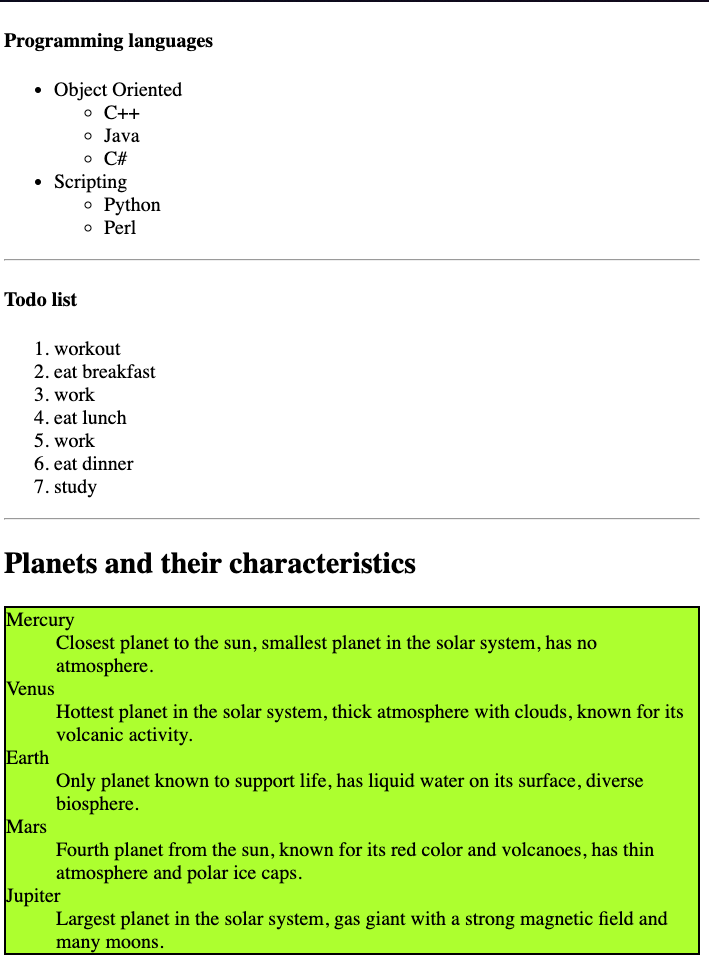 Programming languages
Object Oriented
C++
Java
C#
Scripting
Python
Perl
Todo list
1. workout
2. eat breakfast
3. work
4. eat lunch
5. work
6. eat dinner
7. study
Planets and their characteristics
Mercury
Closest planet to the sun, smallest planet in the solar system, has no
atmosphere.
Venus
Hottest planet in the solar system, thick atmosphere with clouds, known for its
volcanic activity.
Earth
Only planet known to support life, has liquid water on its surface, diverse
biosphere.
Mars
Fourth planet from the sun, known for its red color and volcanoes, has thin
atmosphere and polar ice caps.
Jupiter
Largest planet in the solar system, gas giant with a strong magnetic field and
many moons.